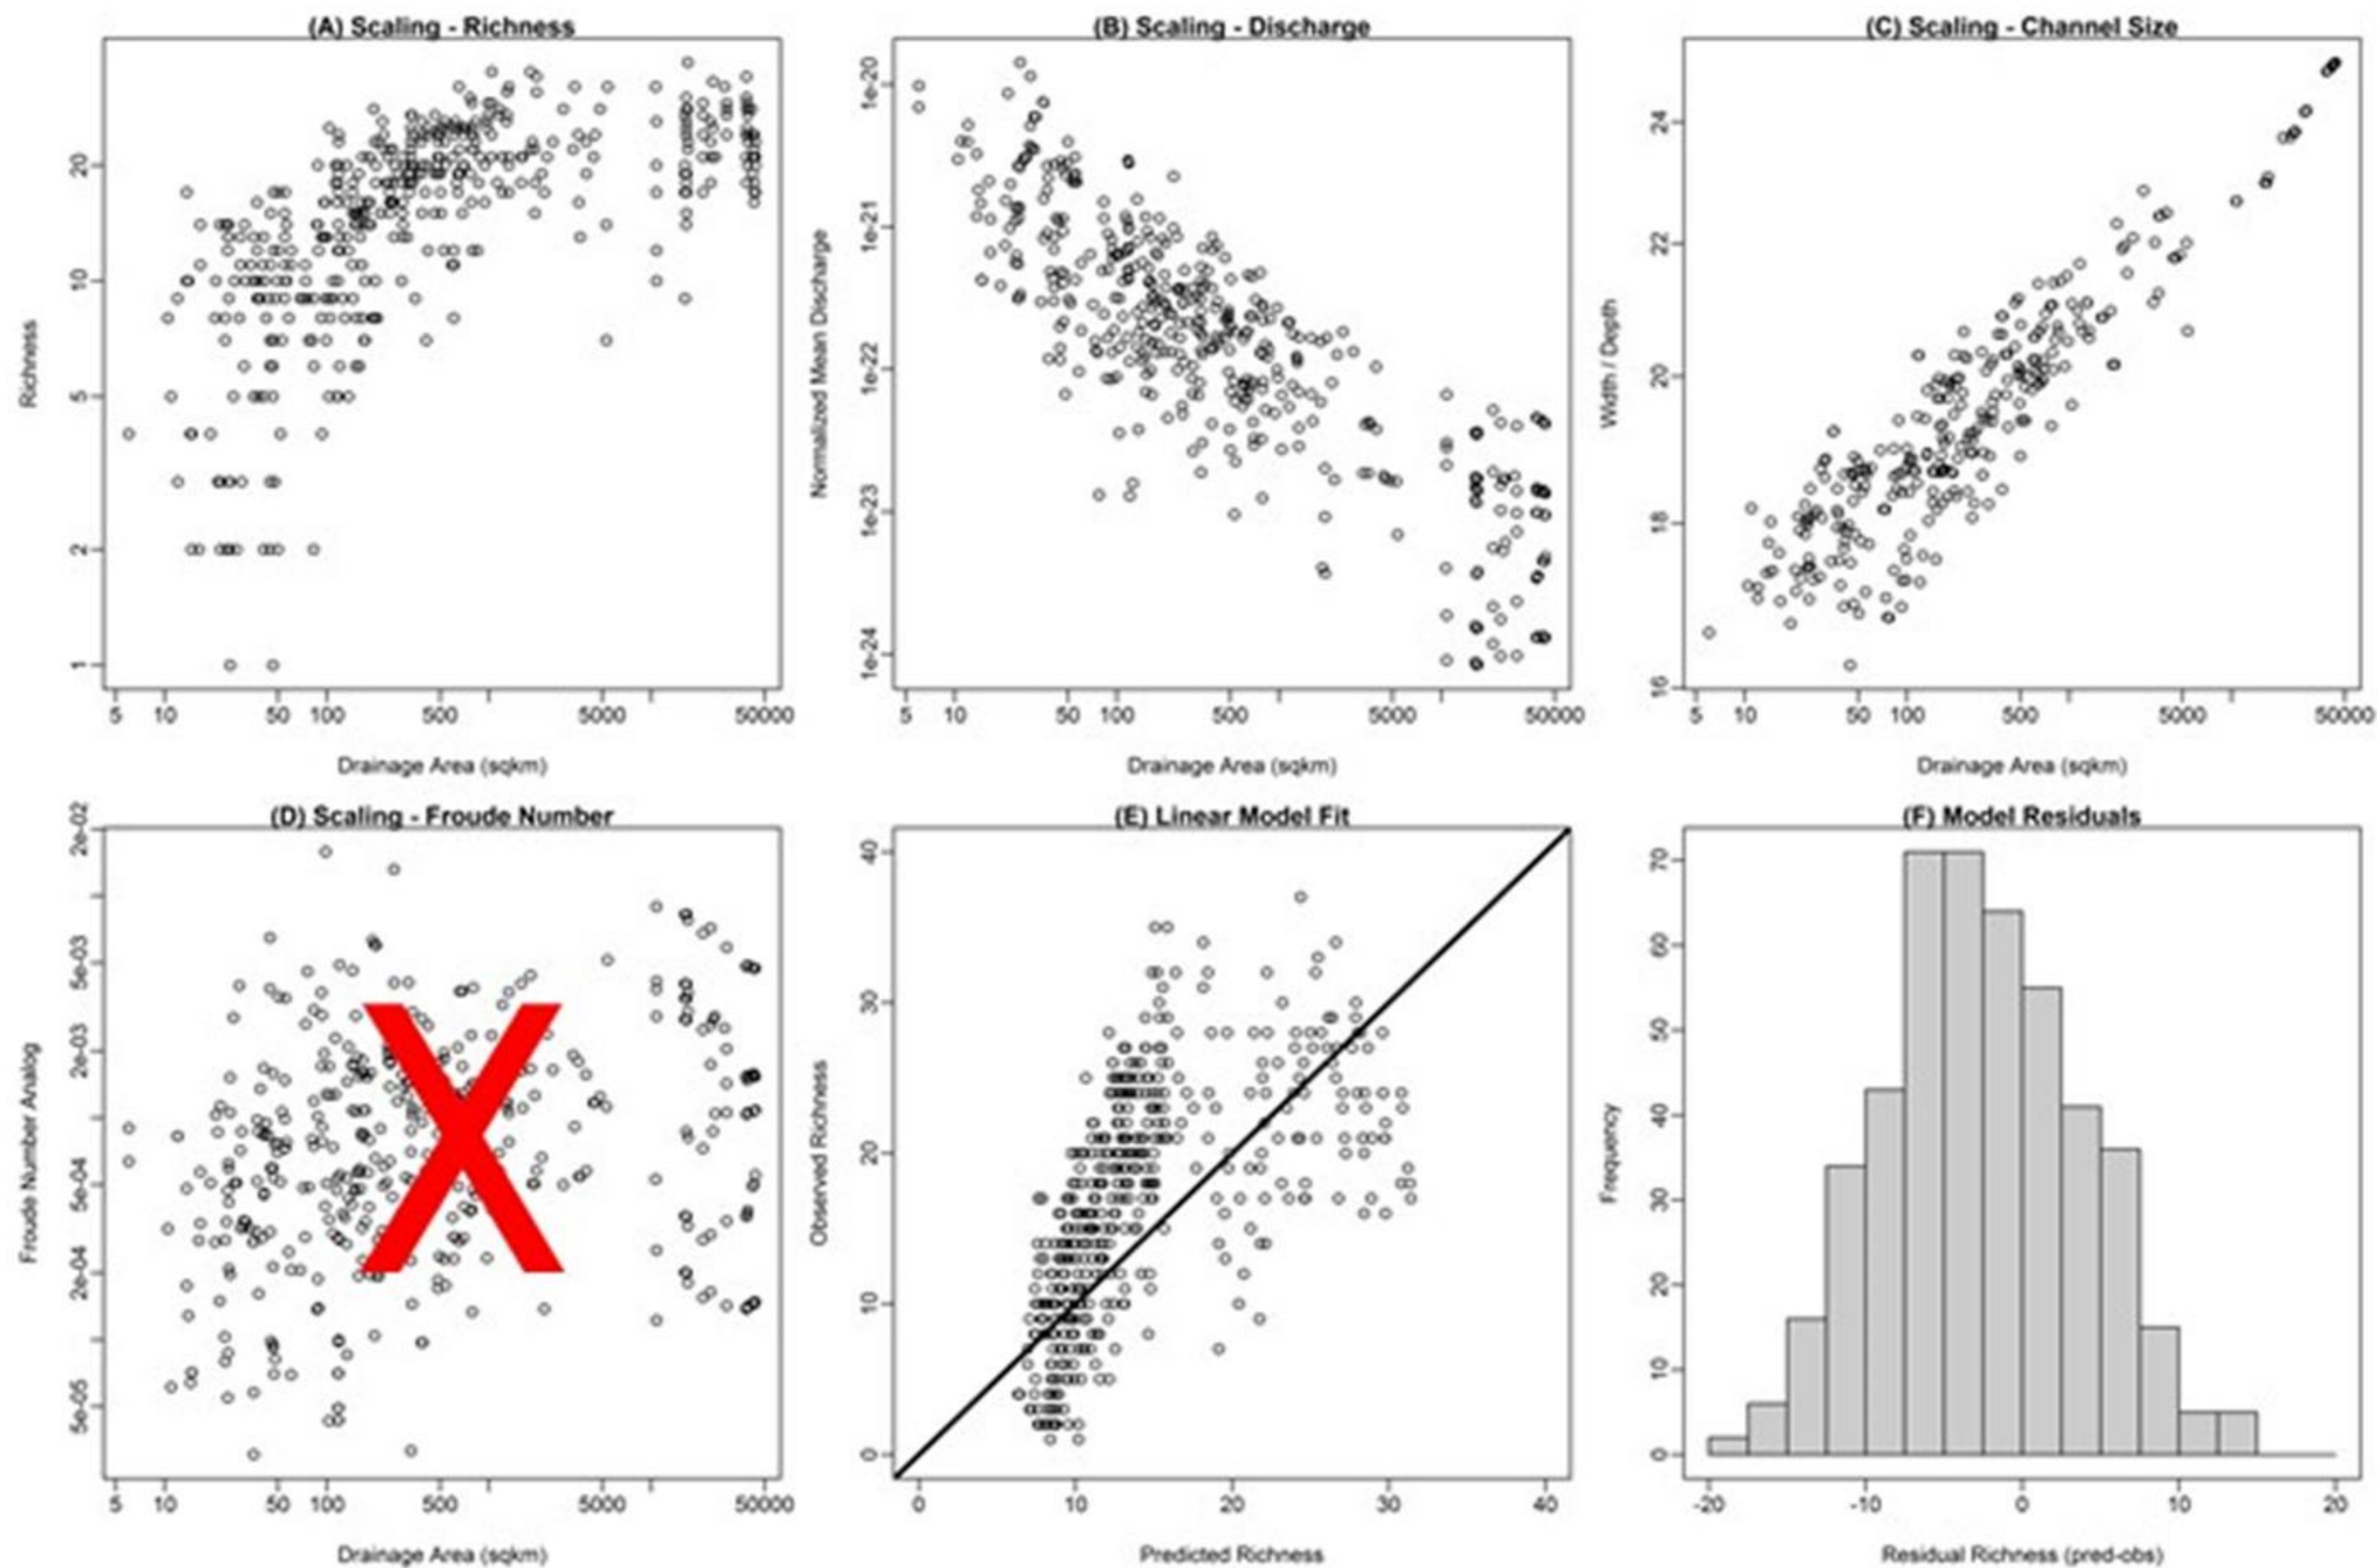 (A) Scaling - Richness
Richness
20
10
5
2
1
5 10 50 100 500 5000 50000
Drainage Area (sqkm)
(B) Scaling - Discharge
Normalized Mean Discharge
1e-20
1e-21
1e-22
1e-23
1e-24
5 10 50 100 500 5000 50000
Drainage Area (sqkm)
(C) Scaling - Channel Size
Width / Depth
24
22
20
18
16
5 10 50 100 500 5000 50000
Drainage Area (sqkm)
(D) Scaling - Froude Number
Froude Number Analog
2e-02
5e-03
2e-03
5e-04
2e-04
5e-05
X
5 10 50 100 500 5000 50000
Drainage Area (sqkm)
(E) Linear Model Fit
Observed Richness
40
30
20
10
0
0 10 20 30 40
Predicted Richness
(F) Model Residuals
Frequency
70
60
50
40
30
20
10
0
-20 -10 0 10 20
Residual Richness (pred-obs)